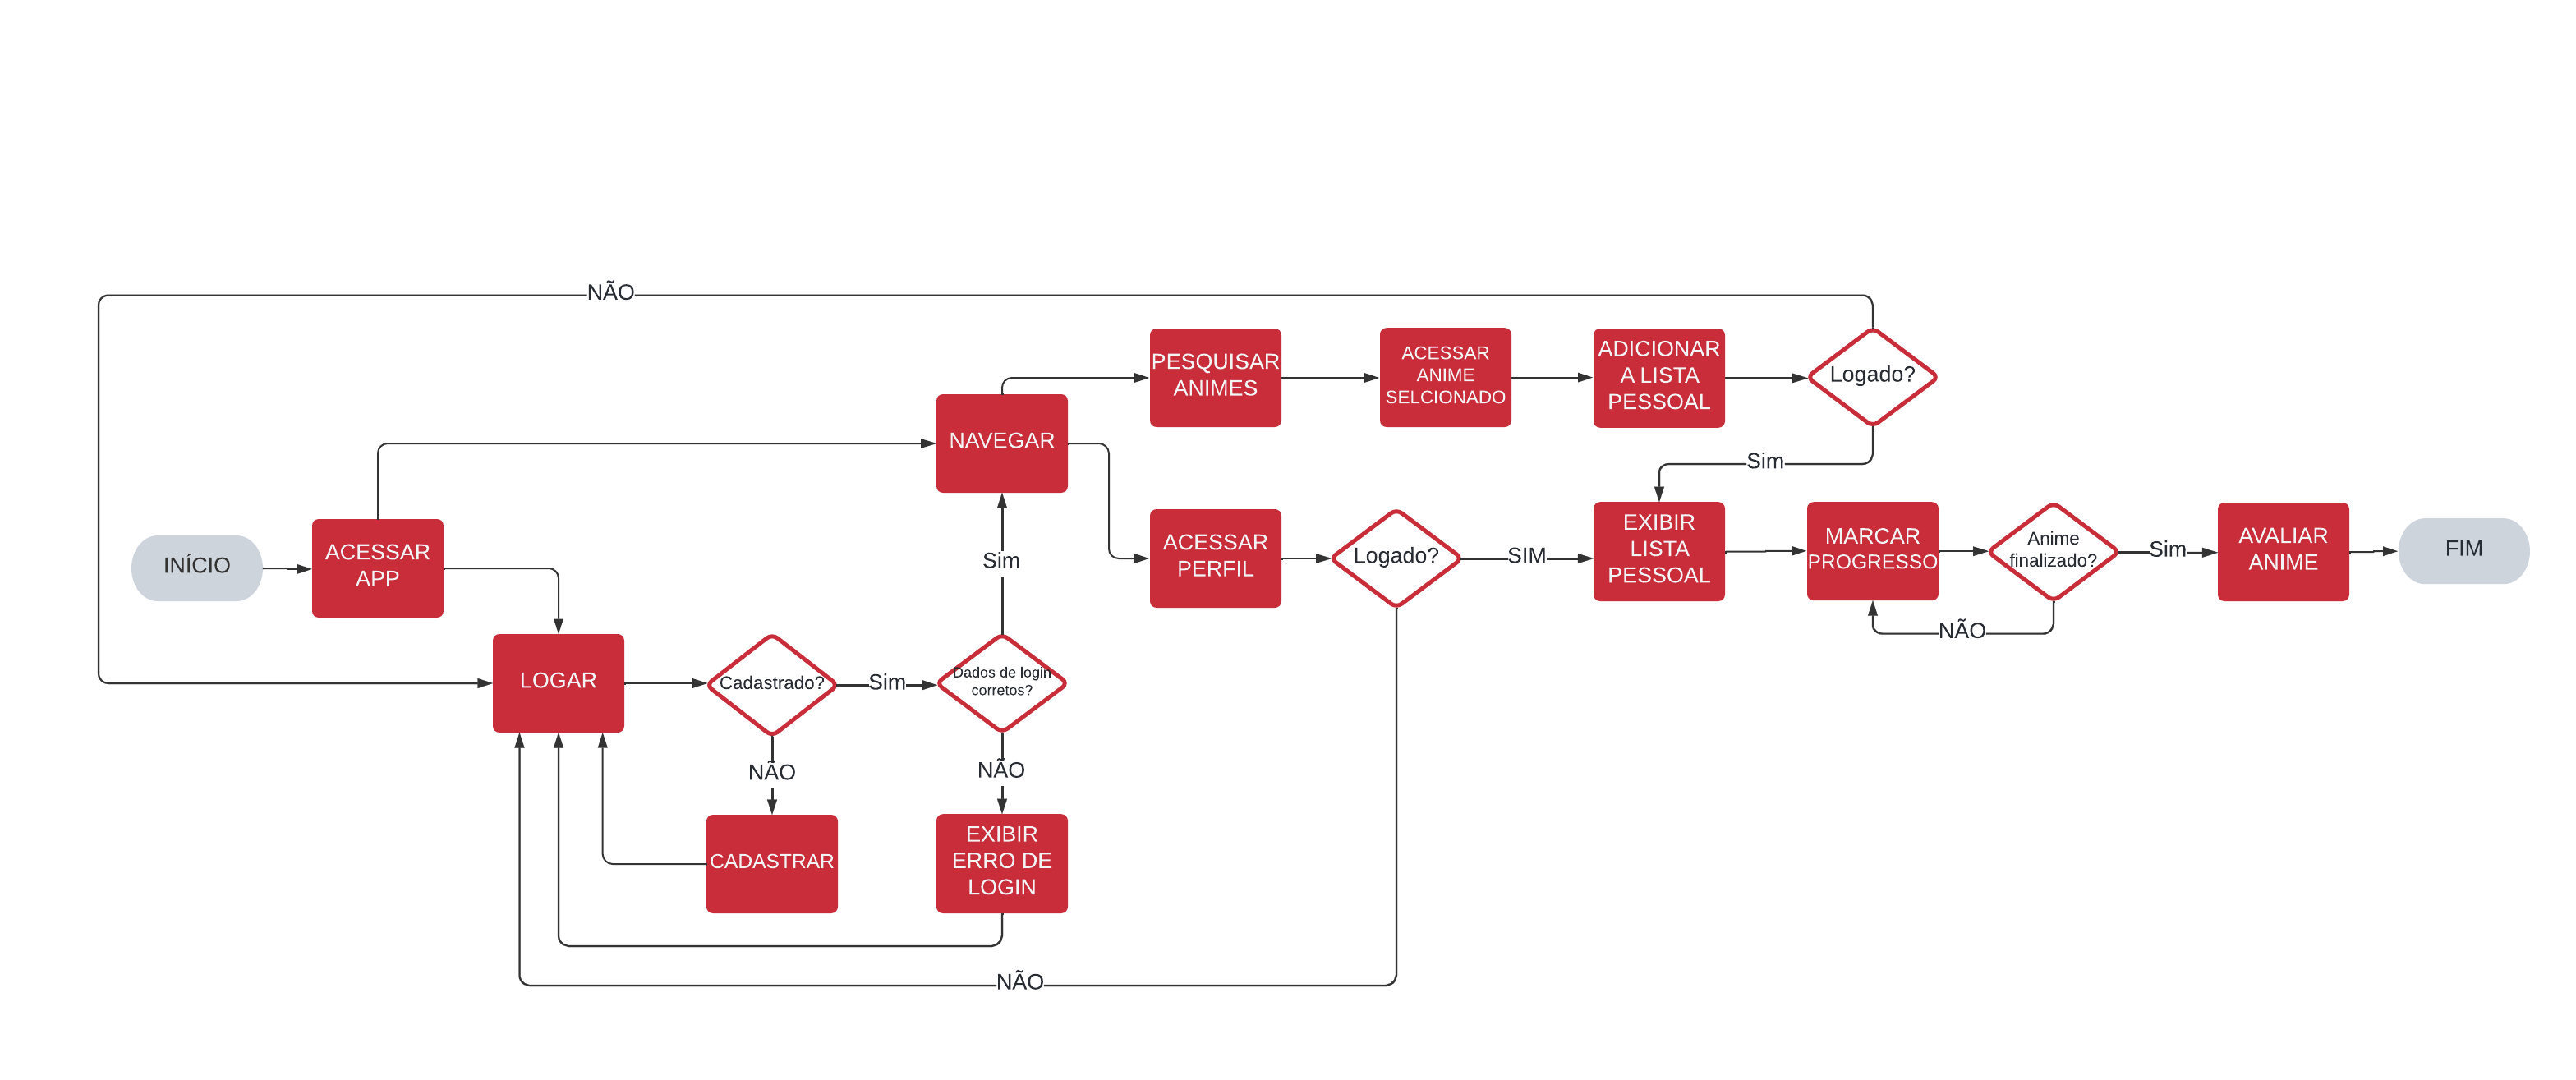 NÃO
PESQUISAR
ANIMES
ACESSAR
ANIME
SELCIONADO
ADICIONAR
A LISTA
PESSOAL
Logado?
NAVEGAR
Sim
INÍCIO
ACESSAR
APP
Sim
ACESSAR
PERFIL
Logado?
SIM
EXIBIR
LISTA
PESSOAL
MARCAR
PROGRESSO
Anime
finalizado?
Sim
AVALIAR
ANIME
FIM
NÃO
LOGAR
Cadastrado?
Sim
Dados de login
corretos?
NÃO
NÃO
CADASTRAR
EXIBIR
ERRO DE
LOGIN
NÃO